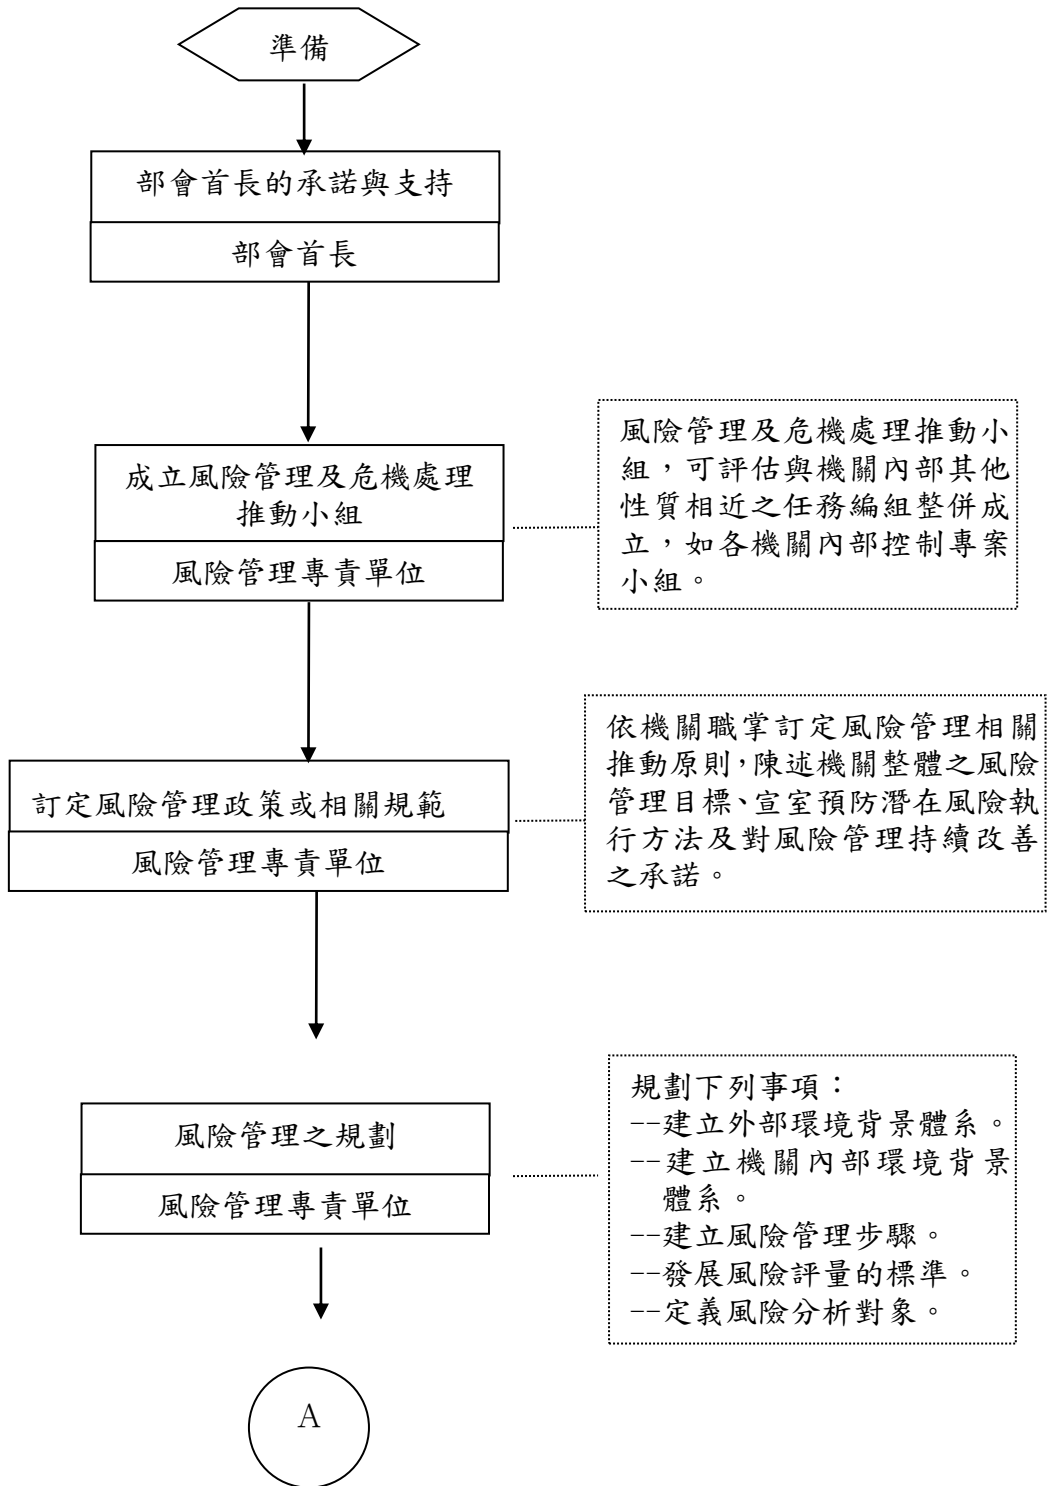 準備
部會首長的承諾與支持
部會首長
成立風險管理及危機處理
推動小組
風險管理專責單位
風險管理及危機處理推動小
組，可評估與機關內部其他
性質相近之任務編組整併成
立，如各機關內部控制專案
小組。
訂定風險管理政策或相關規範
風險管理專責單位
依機關職掌訂定風險管理相關
推動原則，陳述機關整體之風險
管理目標、宣室預防潛在風險執
行方法及對風險管理持續改善
之承諾。
風險管理之規劃
風險管理專責單位
規劃下列事項：
--建立外部環境背景體系。
--建立機關內部環境背景
體系。
--建立風險管理步驟。
--發展風險評量的標準。
--定義風險分析對象。
A